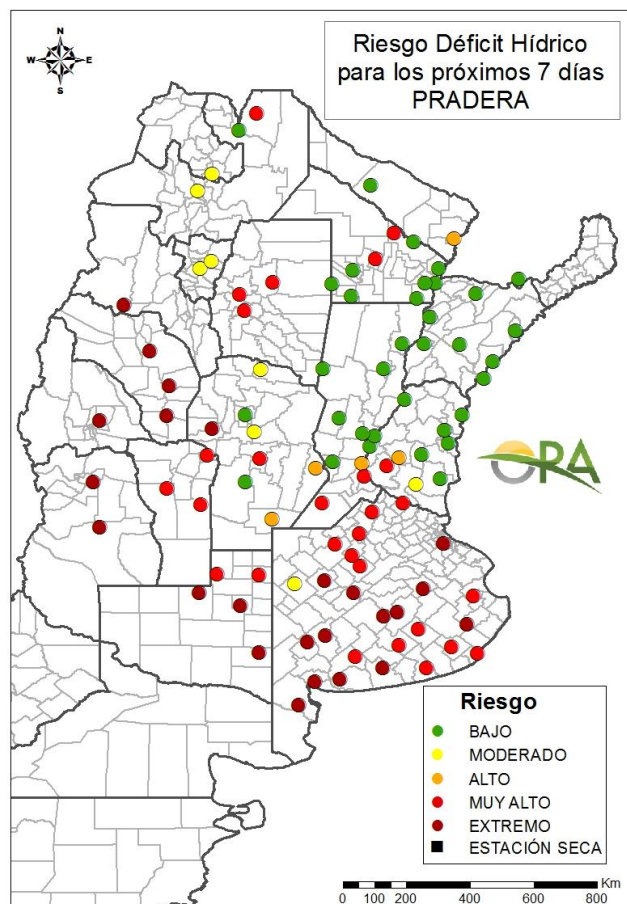 Riesgo Déficit Hídrico
para los próximos 7 días
PRADERA
N
W E
S
OPA
Riesgo
BAJO
MODERADO
ALTO
MUY ALTO
EXTREMO
ESTACIÓN SECA
Km
0 100 200 400 600 800